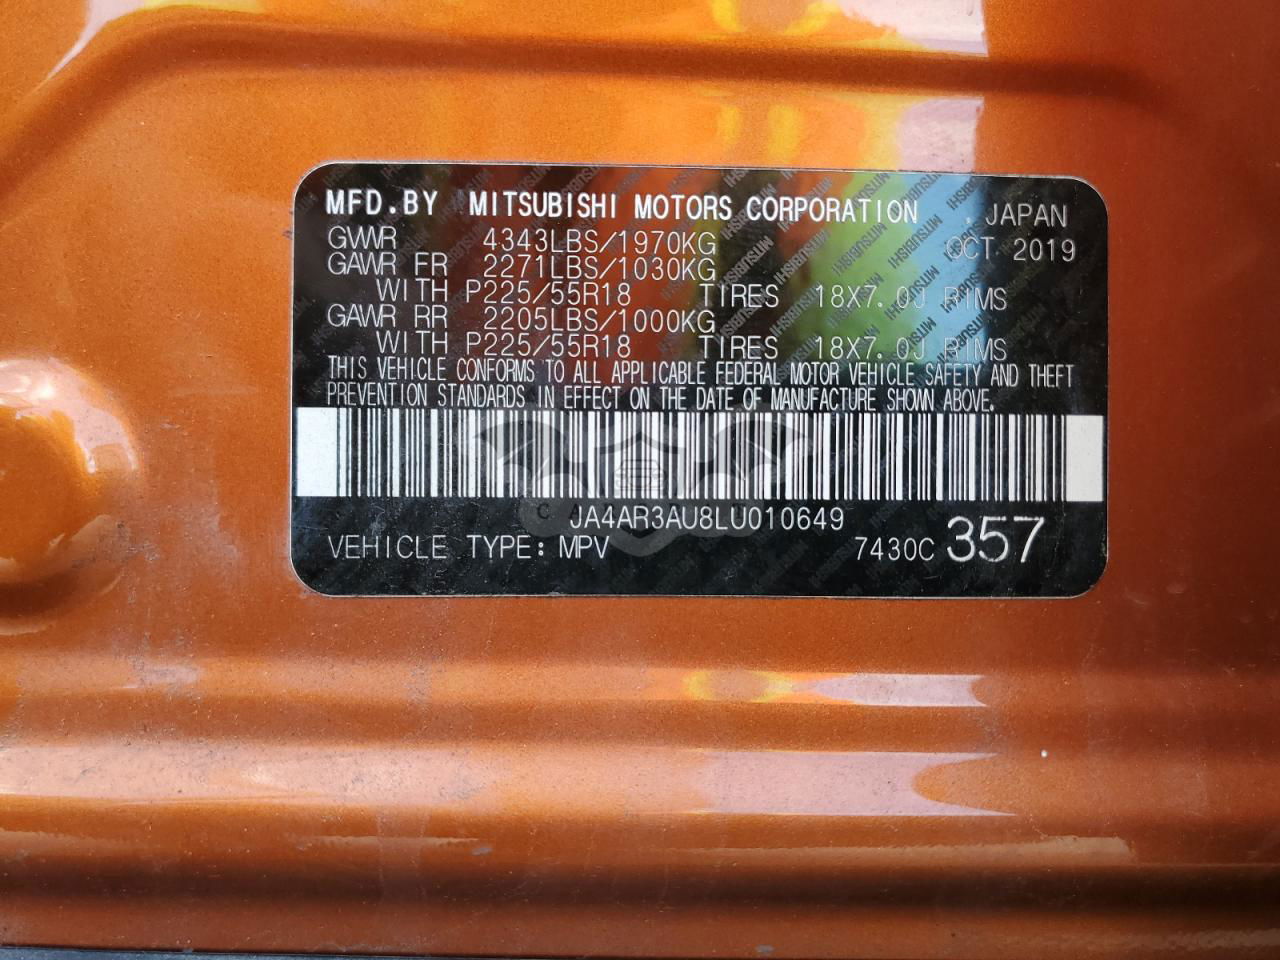 MFD.BY MITSUBISHI MOTORS CORPORATION , JAPAN
GVWR 4343LBS/1970KG OCT 2019
GAWR FR 2271LBS/1030KG
WITH P225/55R18 TIRES 18X7.0J RIMS
GAWR RR 2205LBS/1000KG
WITH P225/55R18 TIRES 18X7.0J RIMS
THIS VEHICLE CONFORMS TO ALL APPLICABLE FEDERAL MOTOR VEHICLE SAFETY AND THEFT
PREVENTION STANDARDS IN EFFECT ON THE DATE OF MANUFACTURE SHOWN ABOVE.
JA4AR3AU8LU010649
VEHICLE TYPE: MPV 7430C 357